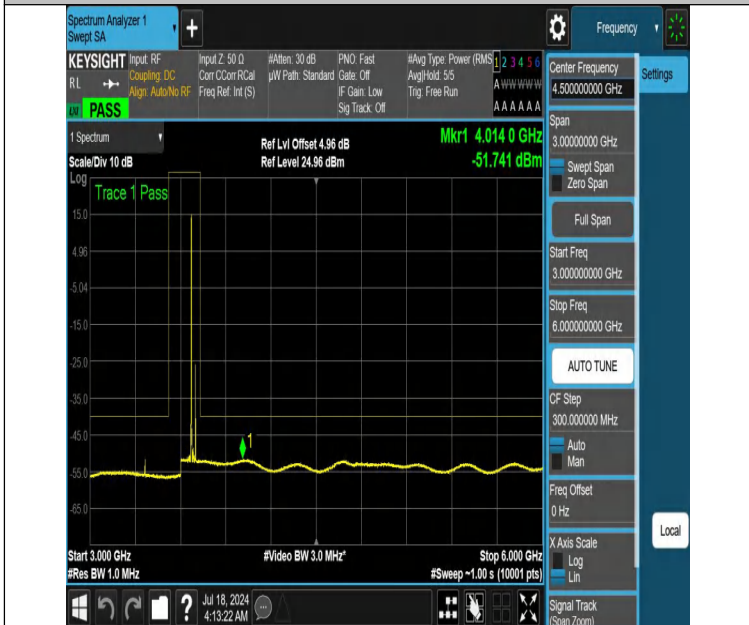 Spectrum Analyzer 1
Swept SA
+
Frequency
KEYSIGHT
RL
PASS
Input: RF
Coupling: DC
Align: Auto/No RF
Input Z: 50 Ω
Corr CCorr RCal
Freq Ref: Int (S)
#Atten: 30 dB
µW Path: Standard
PNO: Fast
Gate: Off
IF Gain: Low
Sig Track: Off
#Avg Type: Power (RMS
Avg|Hold: 5/5
Trig: Free Run
1 2 3 4 5 6
A W W W W W
A A A A A A
Center Frequency
4.500000000 GHz
Settings
Span
3.00000000 GHz
Swept Span
Zero Span
Full Span
Start Freq
3.000000000 GHz
Stop Freq
6.000000000 GHz
AUTO TUNE
CF Step
300.000000 MHz
Auto
Man
Freq Offset
0 Hz
X Axis Scale
Log
Lin
Signal Track
(Span Zoom)
Local
1 Spectrum
Scale/Div 10 dB
Ref Lvl Offset 4.96 dB
Ref Level 24.96 dBm
Mkr1 4.014 0 GHz
-51.741 dBm
Log
Trace 1 Pass
15.0
4.96
-5.04
-15.0
-25.0
-35.0
-45.0
-55.0
-65.0
1
Start 3.000 GHz
#Res BW 1.0 MHz
#Video BW 3.0 MHz*
Stop 6.000 GHz
#Sweep ~1.00 s (10001 pts)
?
Jul 18, 2024
4:13:22 AM